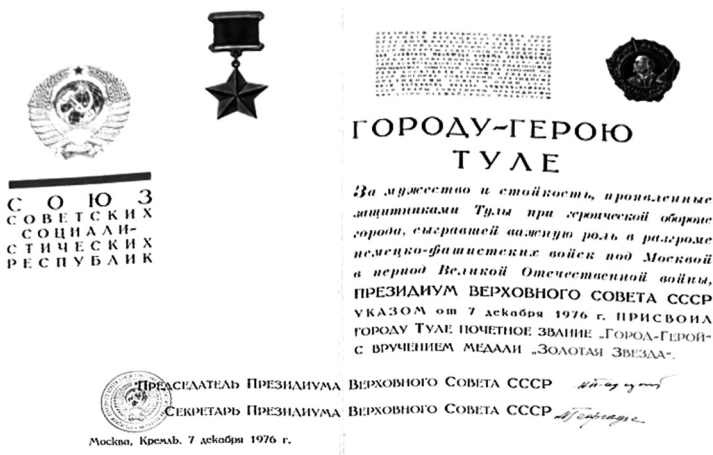 СОЮЗ
СОВЕТСКИХ
СОЦИАЛИ-
СТИЧЕСКИХ
РЕСПУБЛИК
ГОРОДУ-ГЕРОЮ
ТУЛЕ
За мужество и стойкость, проявленные
защитниками Тулы при героической обороне
города, сыгравшей важную роль в разгроме
немецко-фашистских войск под Москвой
в период Великой Отечественной войны,
ПРЕЗИДИУМ ВЕРХОВНОГО СОВЕТА СССР
УКАЗОМ от 7 декабря 1976 г. ПРИСВОИЛ
ГОРОДУ ТУЛЕ ПОЧЕТНОЕ ЗВАНИЕ „ГОРОД-ГЕРОЙ"
С ВРУЧЕНИЕМ МЕДАЛИ „ЗОЛОТАЯ ЗВЕЗДА".
ПРЕДСЕДАТЕЛЬ ПРЕЗИДИУМА ВЕРХОВНОГО СОВЕТА СССР
СЕКРЕТАРЬ ПРЕЗИДИУМА ВЕРХОВНОГО СОВЕТА СССР
Москва, Кремль. 7 декабря 1976 г.